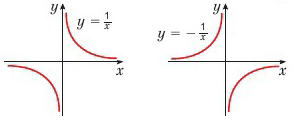 y
y = 1/x
x
y
y = -1/x
x